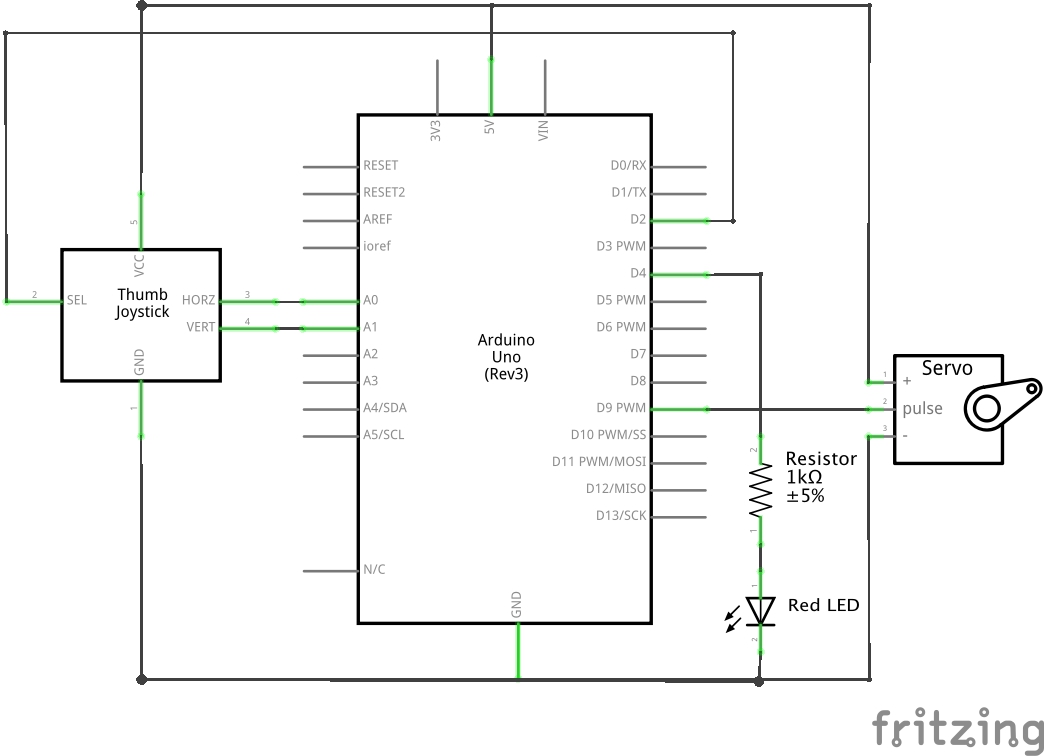 3V3
5V
VIN
RESET
RESET2
AREF
ioref
A0
A1
A2
A3
A4/SDA
A5/SCL
N/C
Arduino
Uno
(Rev3)
D0/RX
D1/TX
D2
D3 PWM
D4
D5 PWM
D6 PWM
D7
D8
D9 PWM
D10 PWM/SS
D11 PWM/MOSI
D12/MISO
D13/SCK
GND
5
VCC
2
SEL
Thumb
Joystick
HORZ
3
VERT
4
GND
1
Servo
1
+
2
pulse
3
-
2
Resistor
1kΩ
±5%
1
1
Red LED
2
fritzing